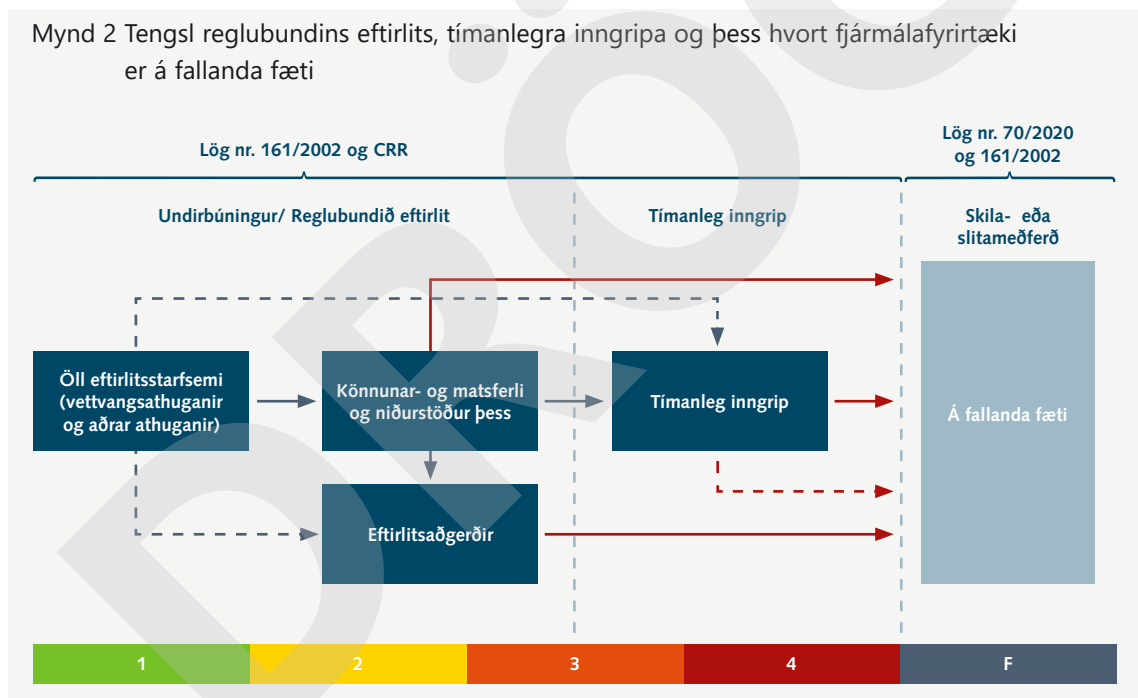 Mynd 2 Tengsl reglubundins eftirlits, tímanlegra inngripa og þess hvort fjármálafyrirtæki
er á fallanda fæti
Lög nr. 161/2002 og CRR
Lög nr. 70/2020
og 161/2002
Undirbúningur/ Reglubundið eftirlit
Tímanleg inngrip
Skila- eða
slitameðferð
Öll eftirlitsstarfsemi
(vettvangsathuganir
og aðrar athuganir)
Könnunar- og matsferli
og niðurstöður þess
Tímanleg inngrip
Á fallanda fæti
Eftirlitsaðgerðir
1 2 3 4 F
DRÖG